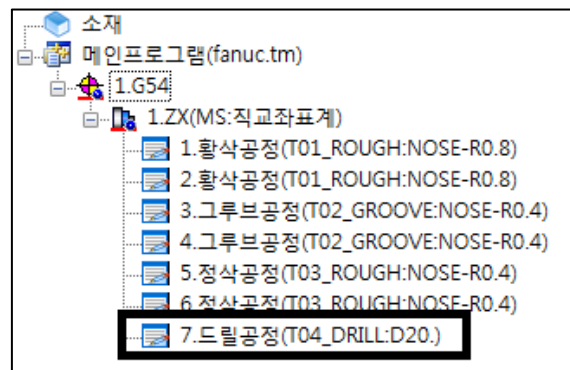 소재
메인프로그램(fanuc.tm)
1.G54
1.ZX(MS:직교좌표계)
1.황삭공정(T01_ROUGH:NOSE-R0.8)
2.황삭공정(T01_ROUGH:NOSE-R0.8)
3.그루브공정(T02_GROOVE:NOSE-R0.4)
4.그루브공정(T02_GROOVE:NOSE-R0.4)
5.정삭공정(T03_ROUGH:NOSE-R0.4)
6.정삭공정(T03_ROUGH:NOSE-R0.4)
7.드릴공정(T04_DRILL:D20.)